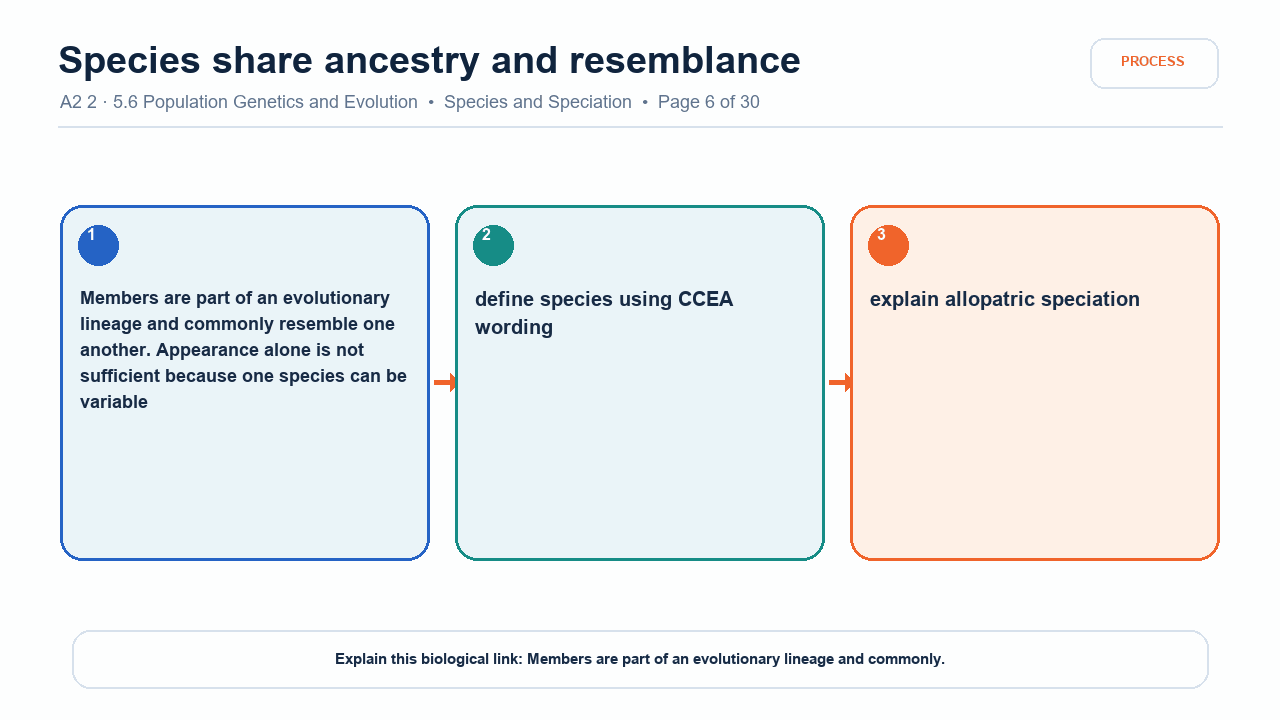 Species share ancestry and resemblance
PROCESS
A2 2 · 5.6 Population Genetics and Evolution • Species and Speciation • Page 6 of 30
1
Members are part of an evolutionary
lineage and commonly resemble one
another. Appearance alone is not
sufficient because one species can be
variable
2
define species using CCEA
wording
3
explain allopatric speciation
Explain this biological link: Members are part of an evolutionary lineage and commonly.